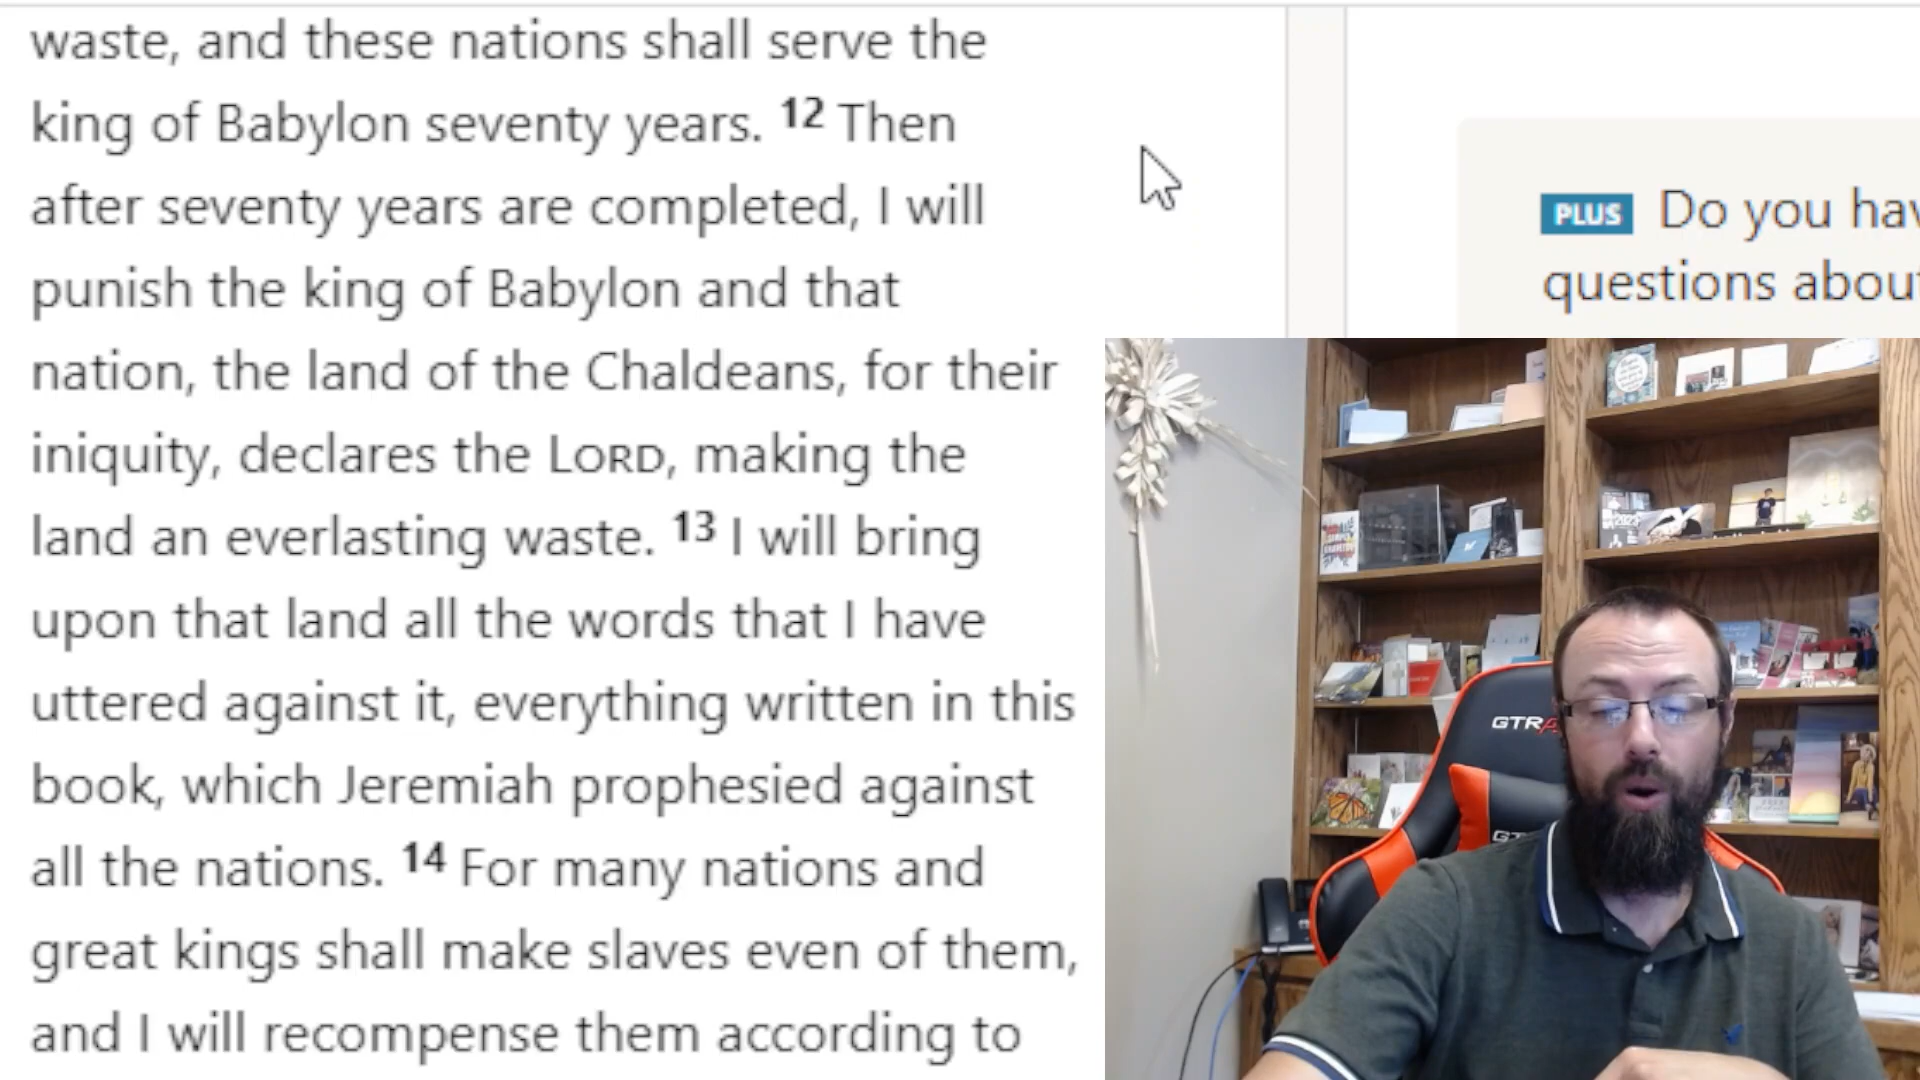 waste, and these nations shall serve the
king of Babylon seventy years. 12 Then
after seventy years are completed, I will
punish the king of Babylon and that
nation, the land of the Chaldeans, for their
iniquity, declares the LORD, making the
land an everlasting waste. 13 I will bring
upon that land all the words that I have
uttered against it, everything written in this
book, which Jeremiah prophesied against
all the nations. 14 For many nations and
great kings shall make slaves even of them,
and I will recompense them according to
PLUS Do you
questions
GTR